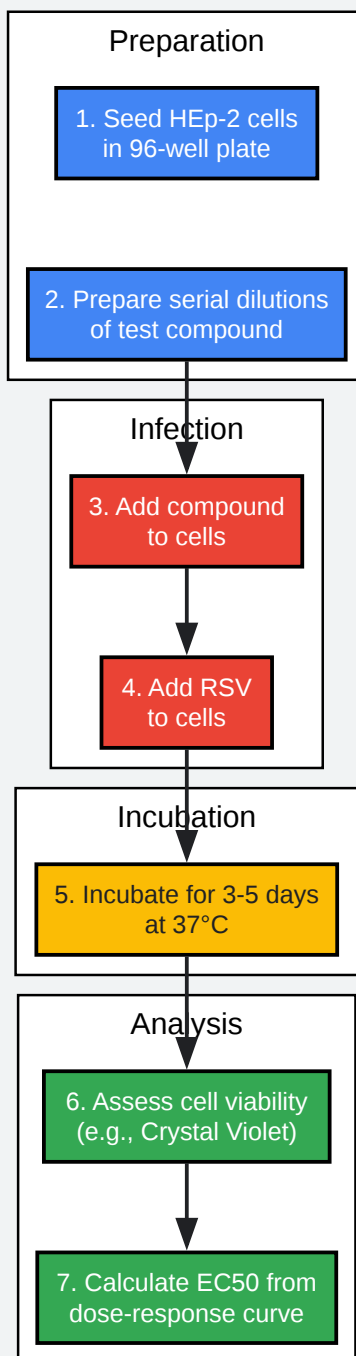 Preparation
1. Seed HEp-2 cells
in 96-well plate
2. Prepare serial dilutions
of test compound
Infection
3. Add compound
to cells
4. Add RSV
to cells
Incubation
5. Incubate for 3-5 days
at 37°C
Analysis
6. Assess cell viability
(e.g., Crystal Violet)
7. Calculate EC50 from
dose-response curve